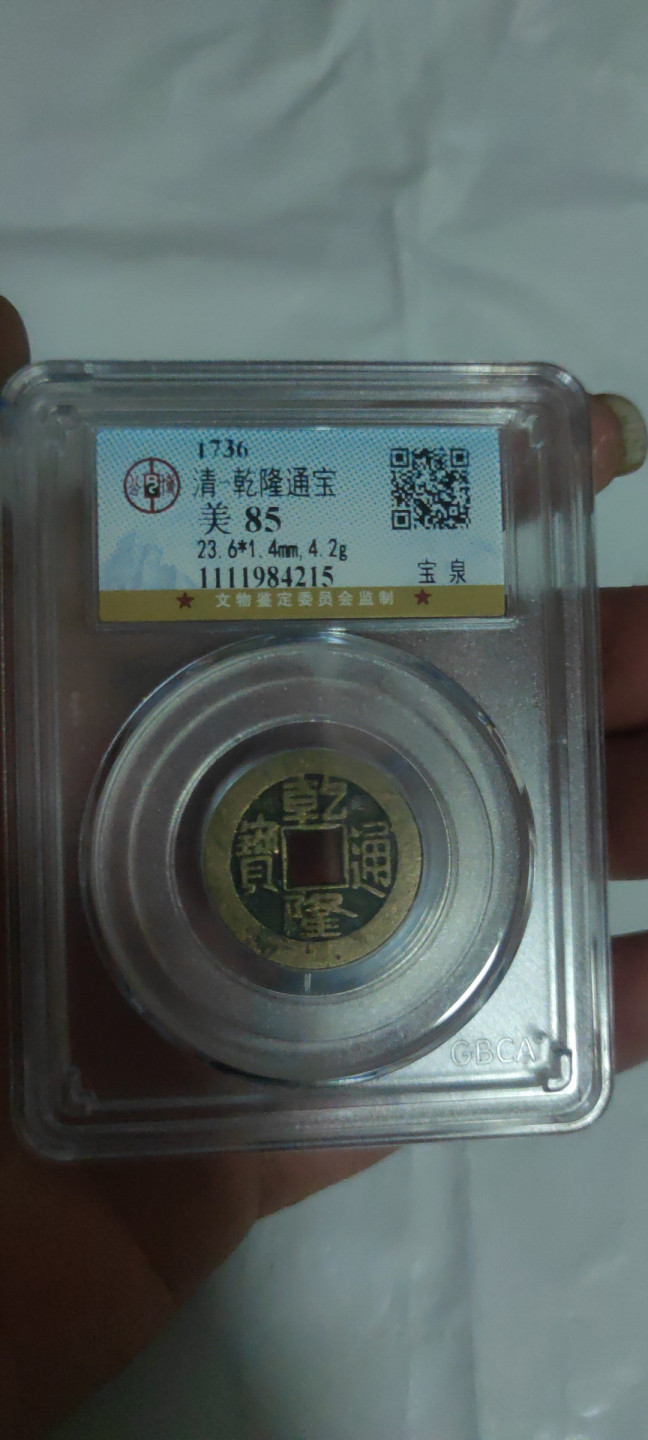 1736
清·乾隆通宝
美 85
23.6*1.4mm,4.2g
1111984215 宝 泉
★ 文物鉴定委员会监制 ★
乾
寶 通
隆
GBCA